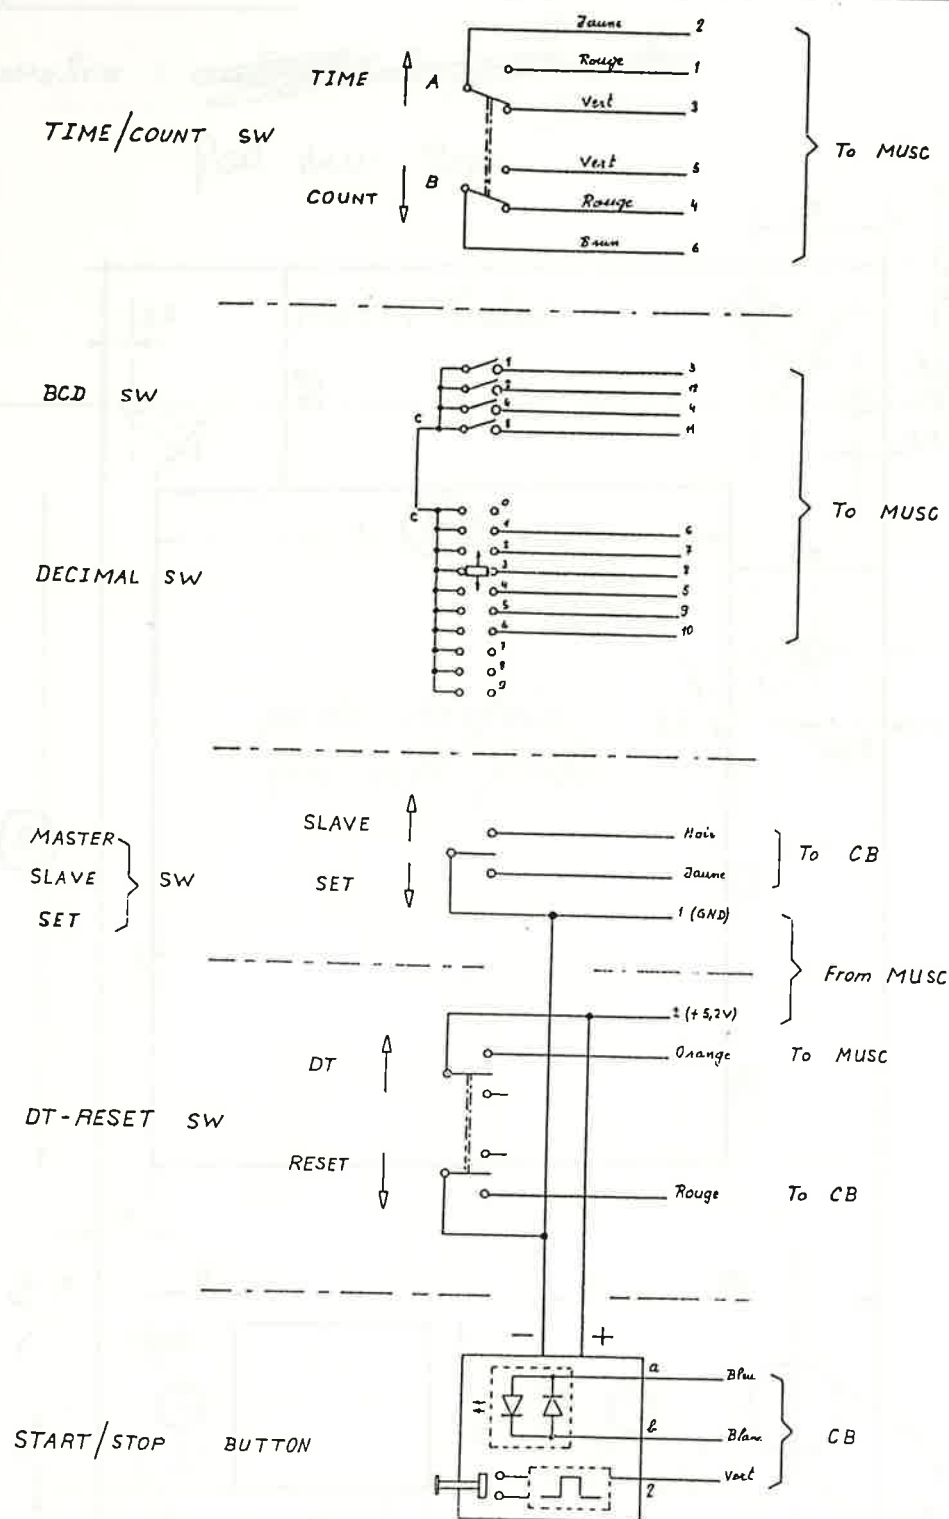 Jaune 2
TIME A Rouge 1
Vert 3
TIME/COUNT SW To MUSC
Vert 5
COUNT B Rouge 4
Brun 6
BCD SW
1 3
2 12
4 4
C 8 11
To MUSC
C 0
1 6
2 7
DECIMAL SW 3 2
4 5
5 9
6 10
7
8
9
MASTER
SLAVE SW
SET
SLAVE Noir
To CB
SET Jaune
1 (GND)
From MUSC
2 (+5,2V)
DT Orange To MUSC
DT-RESET SW
RESET
Rouge To CB
- +
a Bleu
START/STOP BUTTON b Blanc CB
2 Vert